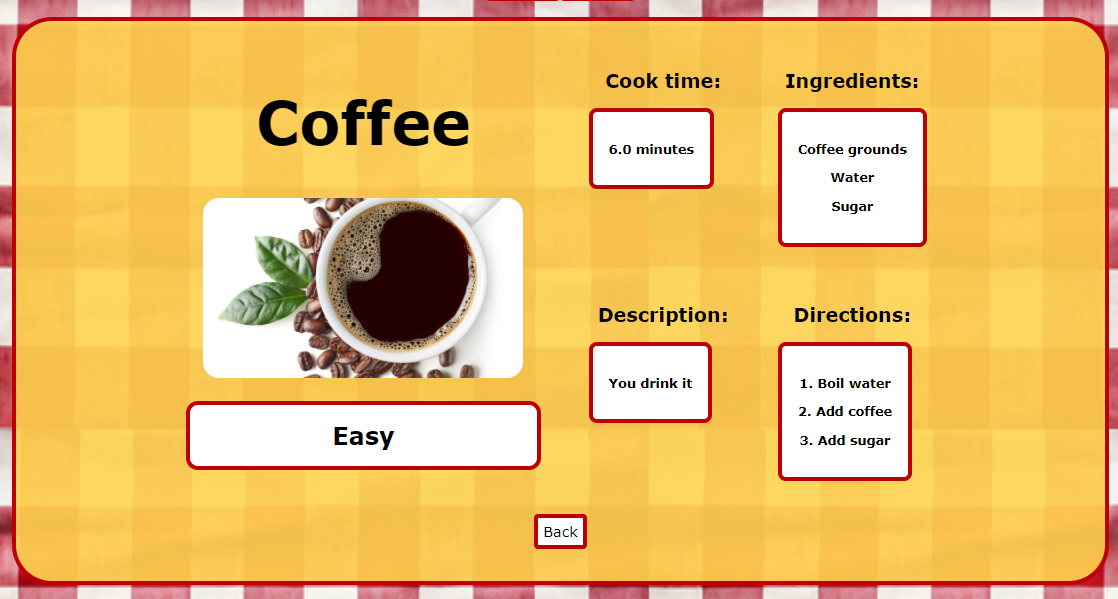 Coffee
Easy
Cook time:
6.0 minutes
Ingredients:
Coffee grounds
Water
Sugar
Description:
You drink it
Directions:
1. Boil water
2. Add coffee
3. Add sugar
Back